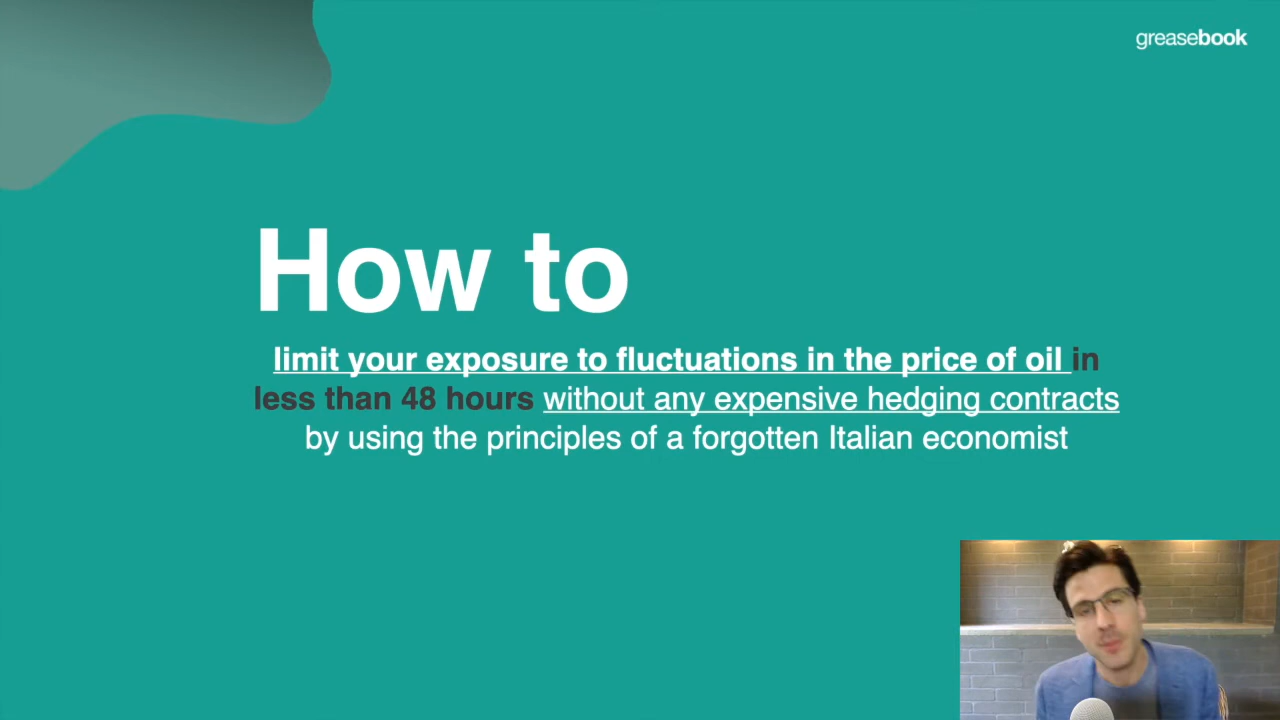 greasebook
How to
limit your exposure to fluctuations in the price of oil in
less than 48 hours without any expensive hedging contracts
by using the principles of a forgotten Italian economist